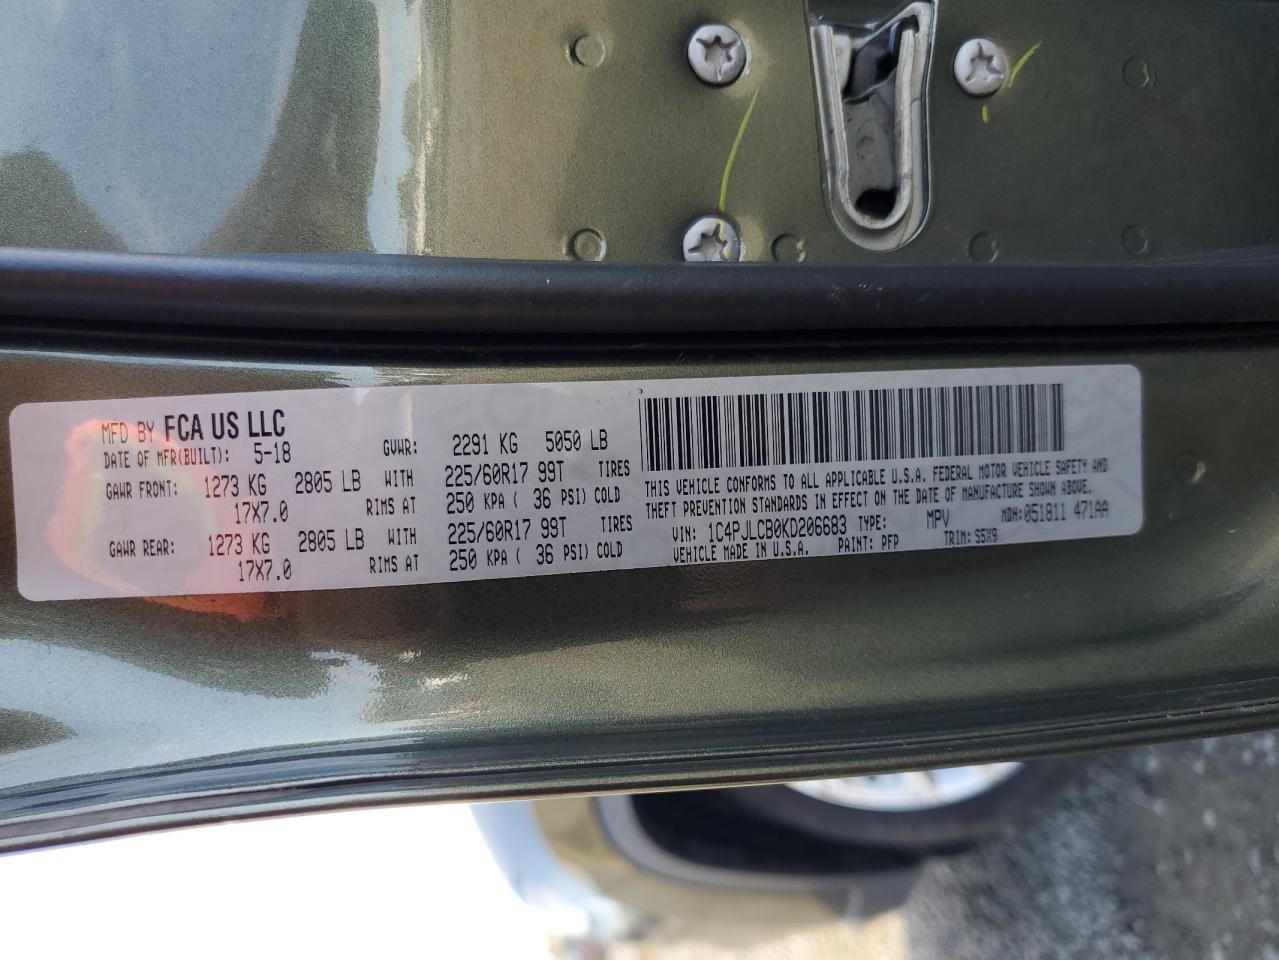 MFD BY FCA US LLC
DATE OF MFR(BUILT): 5-18 GVWR: 2291 KG 5050 LB
GAWR FRONT: 1273 KG 2805 LB WITH 225/60R17 99T TIRES
17X7.0 RIMS AT 250 KPA ( 36 PSI) COLD
GAWR REAR: 1273 KG 2805 LB WITH 225/60R17 99T TIRES
17X7.0 RIMS AT 250 KPA ( 36 PSI) COLD
THIS VEHICLE CONFORMS TO ALL APPLICABLE U.S.A. FEDERAL MOTOR VEHICLE SAFETY AND
THEFT PREVENTION STANDARDS IN EFFECT ON THE DATE OF MANUFACTURE SHOWN ABOVE.
VIN: 1C4PJLCB0KD206683 TYPE: MPV MDH:051811 471AA
VEHICLE MADE IN U.S.A. PAINT: PFP TRIM: S5X9